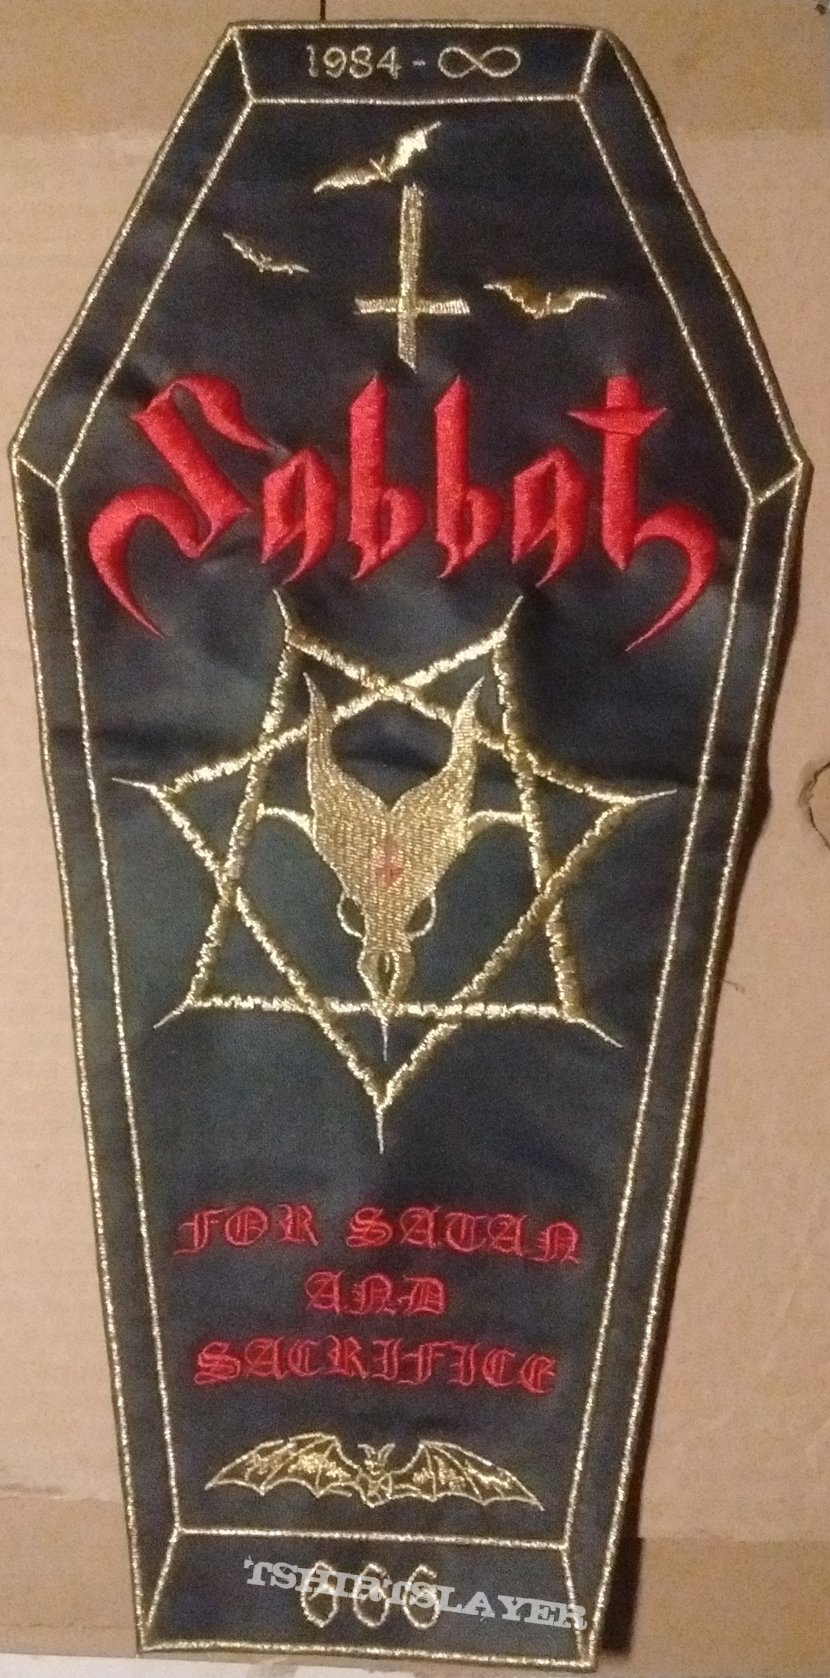 1984-∞
Sabbat
FOR SATAN
AND
SACRIFICE
666
TSHIRTSLAYER